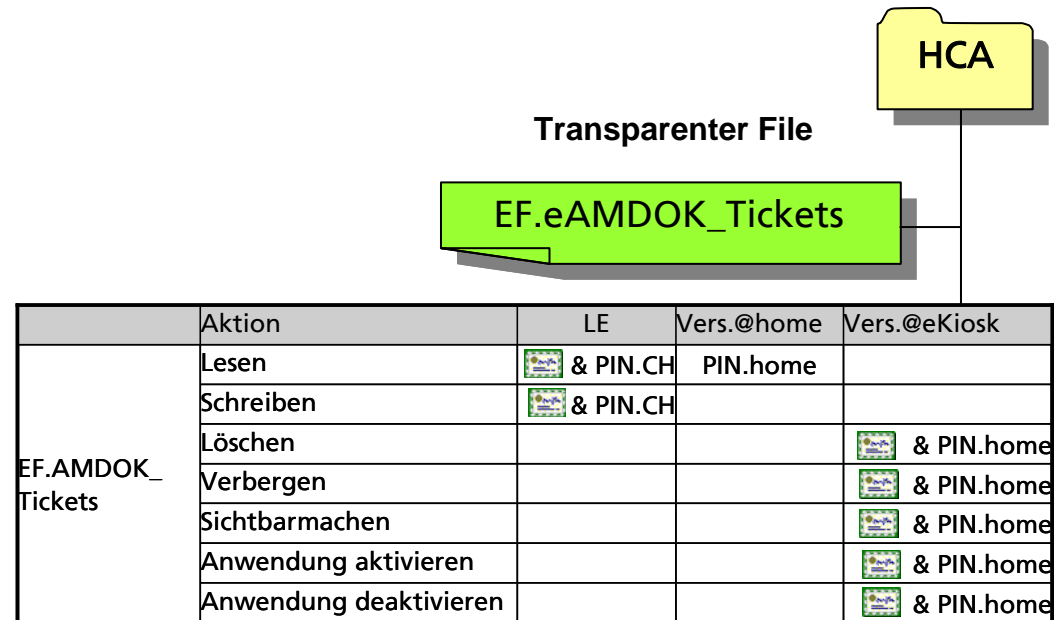 HCA
Transparenter File
EF.eAMDOK_Tickets
Aktion LE Vers.@home Vers.@eKiosk
Lesen & PIN.CH PIN.home
Schreiben & PIN.CH
Löschen & PIN.home
EF.AMDOK_
Tickets
Verbergen & PIN.home
Sichtbarmachen & PIN.home
Anwendung aktivieren & PIN.home
Anwendung deaktivieren & PIN.home